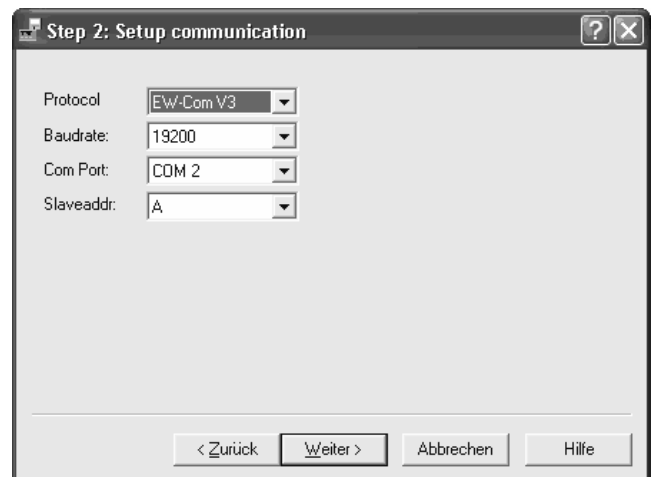 Step 2: Setup communication
Protocol EW-Com V3
Baudrate: 19200
Com Port: COM 2
Slaveaddr: A
< Zurück Weiter > Abbrechen Hilfe